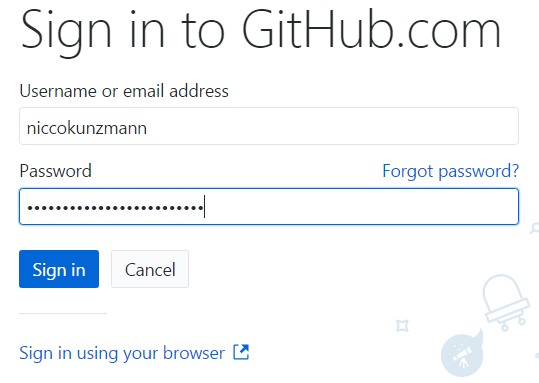 Sign in to GitHub.com
Username or email address
niccokunzmann
Password Forgot password?
•••••••••••••••••••••••••
Sign in Cancel
Sign in using your browser